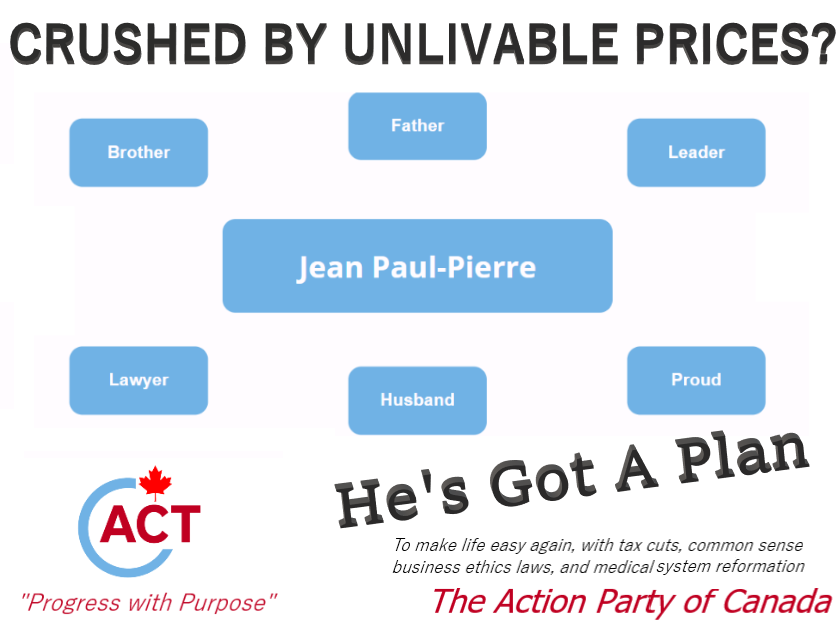 CRUSHED BY UNLIVABLE PRICES?
Father
Brother
Leader
Jean Paul-Pierre
Lawyer
Husband
Proud
He's Got A Plan
ACT
To make life easy again, with tax cuts, common sense
business ethics laws, and medical system reformation
"Progress with Purpose"
The Action Party of Canada